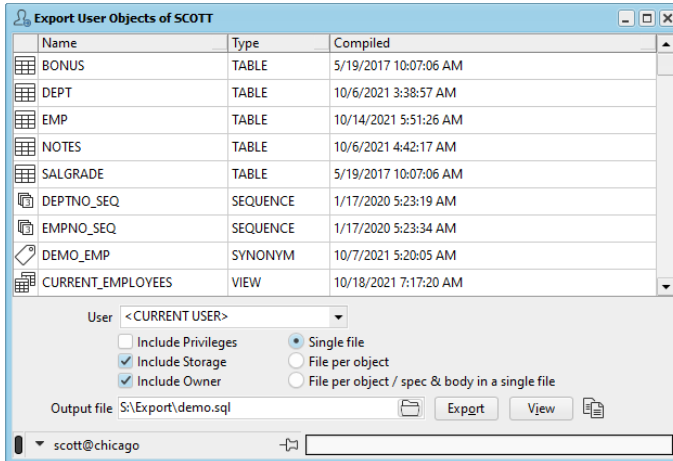 Export User Objects of SCOTT
Name Type Compiled
BONUS TABLE 5/19/2017 10:07:06 AM
DEPT TABLE 10/6/2021 3:38:57 AM
EMP TABLE 10/14/2021 5:51:26 AM
NOTES TABLE 10/6/2021 4:42:17 AM
SALGRADE TABLE 5/19/2017 10:07:06 AM
DEPTNO_SEQ SEQUENCE 1/17/2020 5:23:19 AM
EMPNO_SEQ SEQUENCE 1/17/2020 5:23:34 AM
DEMO_EMP SYNONYM 10/7/2021 5:20:05 AM
CURRENT_EMPLOYEES VIEW 10/18/2021 7:17:20 AM
User <CURRENT USER>
Include Privileges Single file
Include Storage File per object
Include Owner File per object / spec & body in a single file
Output file S:\Export\demo.sql Export View
scott@chicago